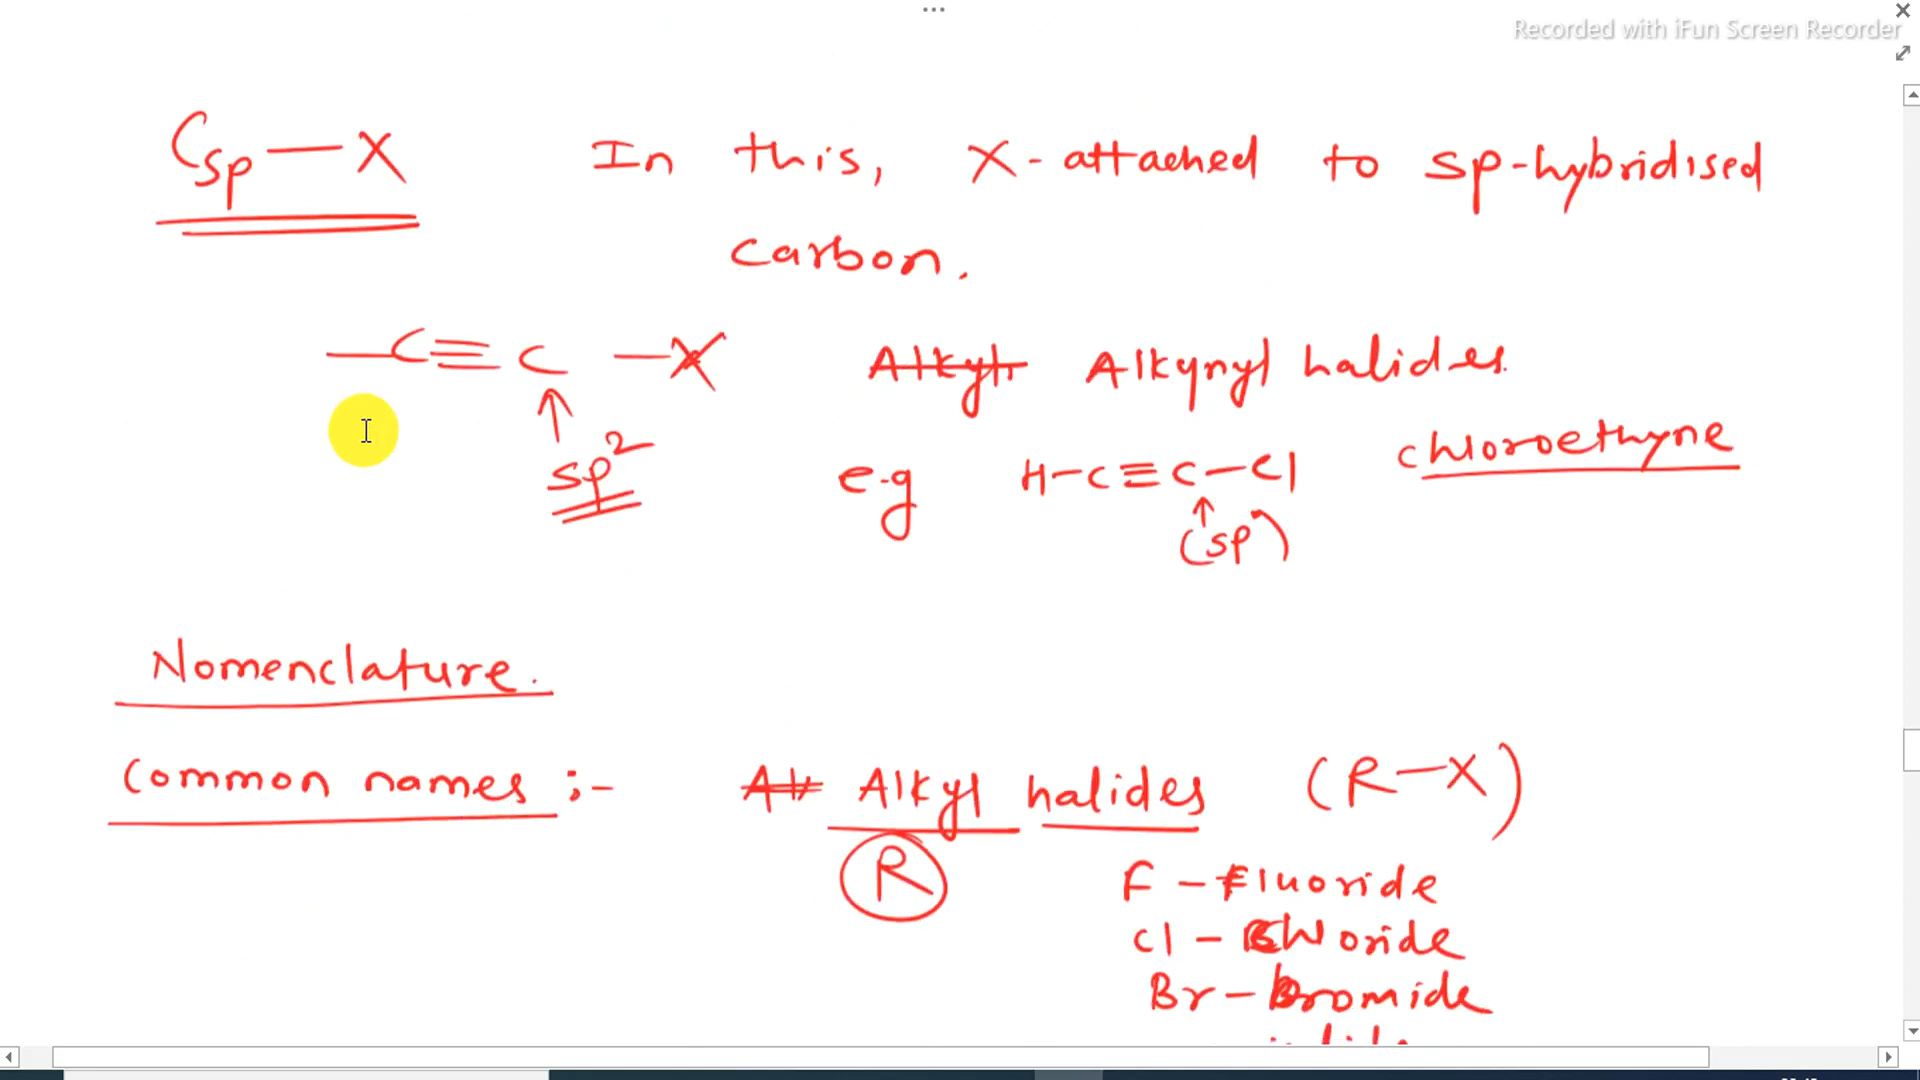 Recorded with iFun Screen Recorder
Csp—X In this, X-attached to sp-hybridised
carbon.
—C≡C—X Alkyl Alkynyl halides.
sp² e.g H-C≡C-Cl chloroethyne
(sp)
Nomenclature.
Common names :- Alkyl halides (R-X)
R
F - Fluoride
Cl - Chloride
Br - bromide